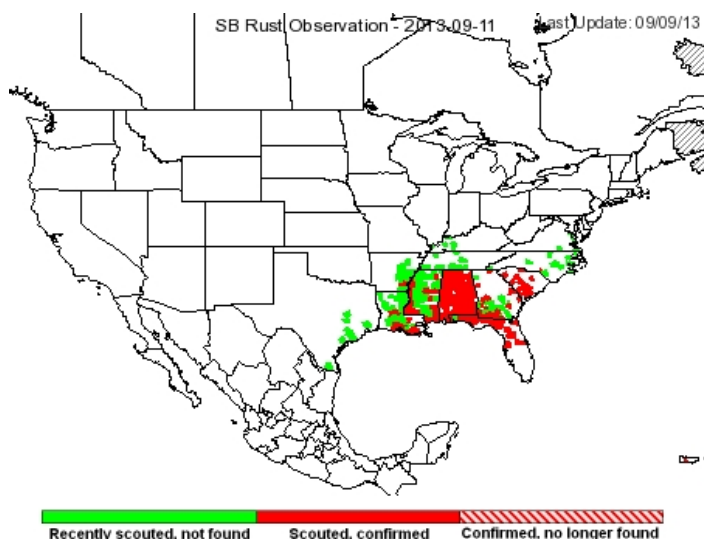 SB Rust Observation - 2013-09-11
Last Update: 09/09/13
Recently scouted, not found
Scouted, confirmed
Confirmed, no longer found